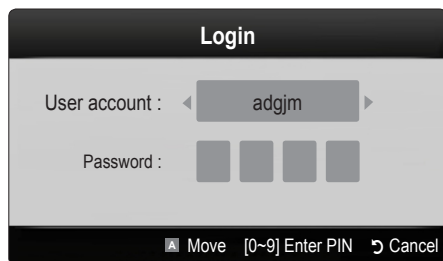 Login
User account : adgjm
Password :
A Move [0~9] Enter PIN Cancel